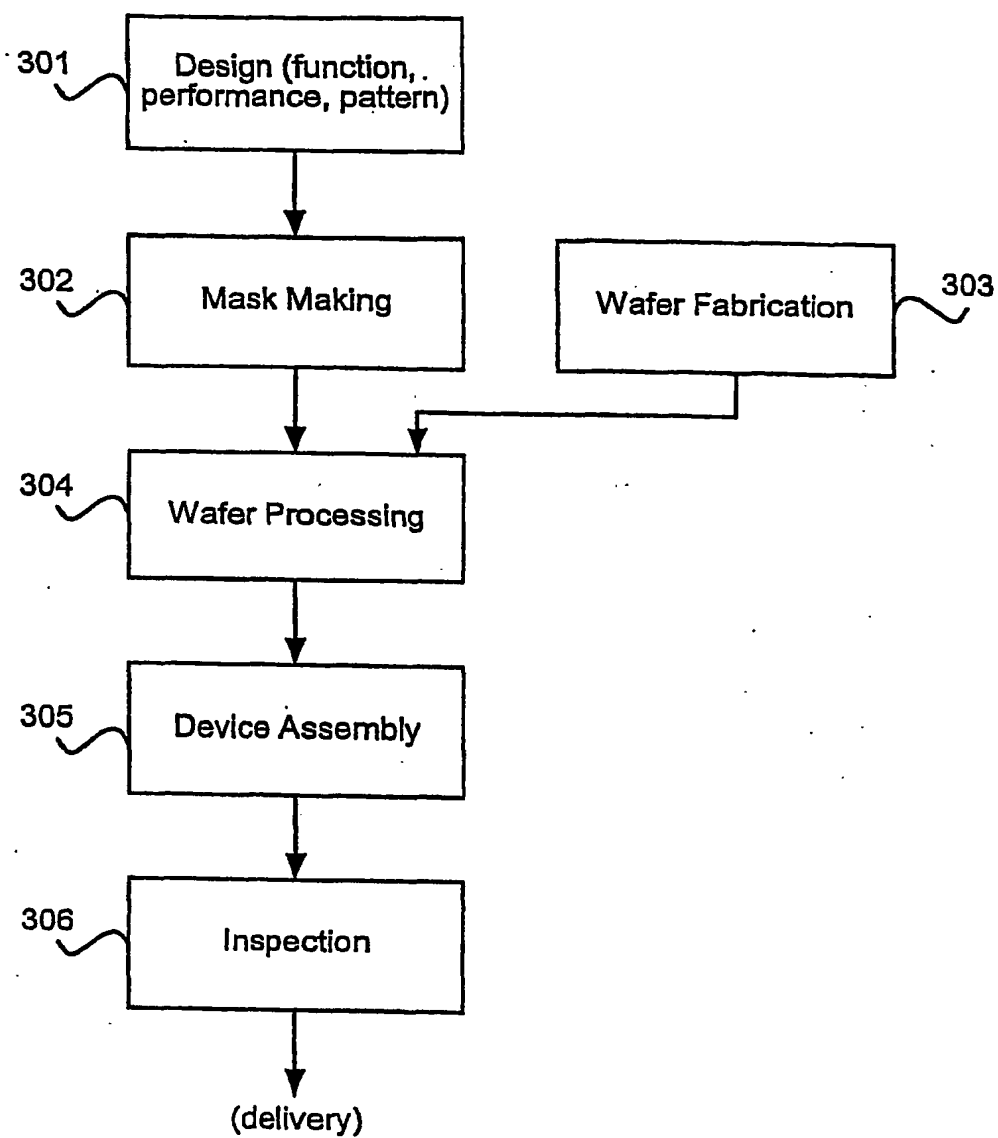 301
Design (function,
performance, pattern)
302
Mask Making
Wafer Fabrication
303
304
Wafer Processing
305
Device Assembly
306
Inspection
(delivery)